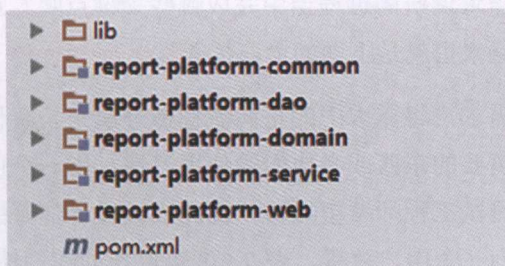 lib
report-platform-common
report-platform-dao
report-platform-domain
report-platform-service
report-platform-web
m pom.xml